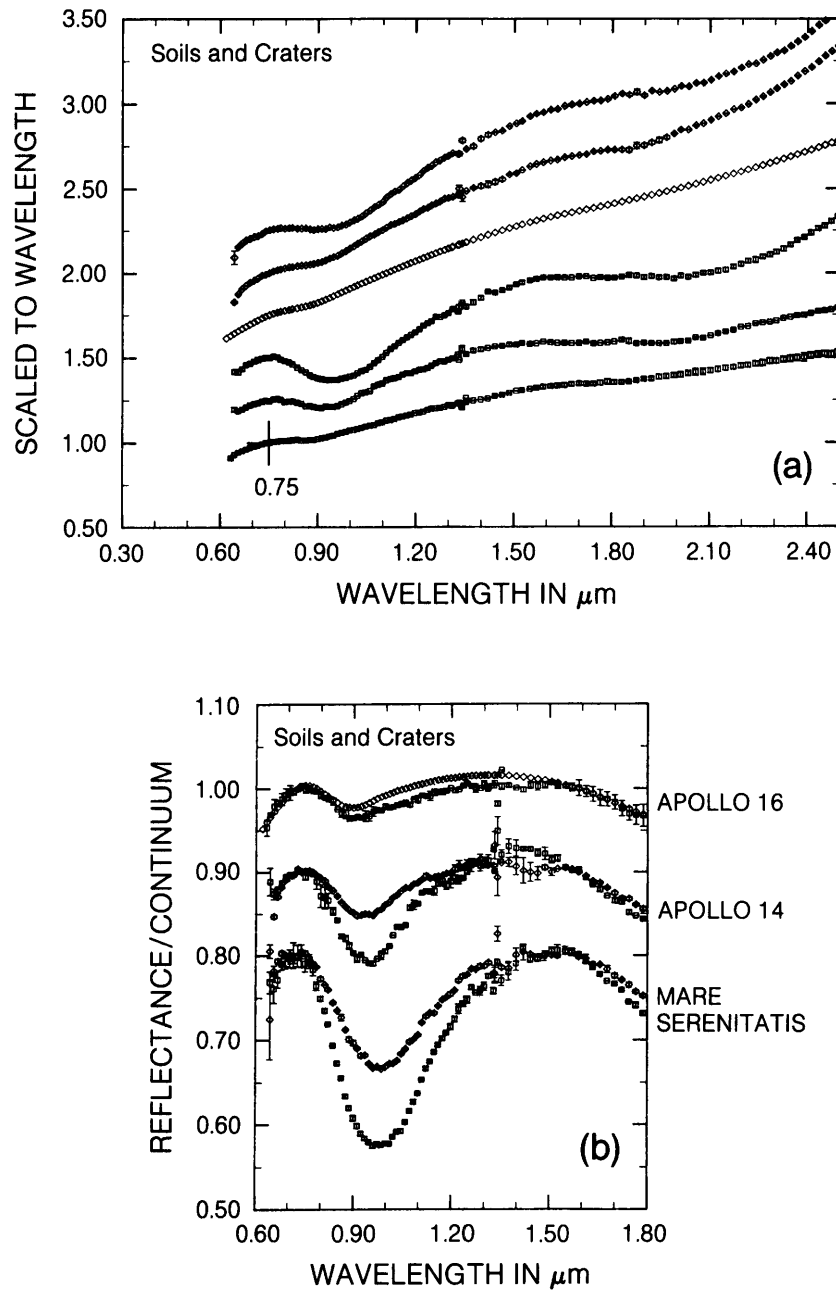 3.50
3.00
2.50
2.00
1.50
1.00
0.50
SCALED TO WAVELENGTH
Soils and Craters
0.75
(a)
0.30 0.60 0.90 1.20 1.50 1.80 2.10 2.40
WAVELENGTH IN μm
1.10
1.00
0.90
0.80
0.70
0.60
0.50
REFLECTANCE/CONTINUUM
Soils and Craters
APOLLO 16
APOLLO 14
MARE
SERENITATIS
(b)
0.60 0.90 1.20 1.50 1.80
WAVELENGTH IN μm